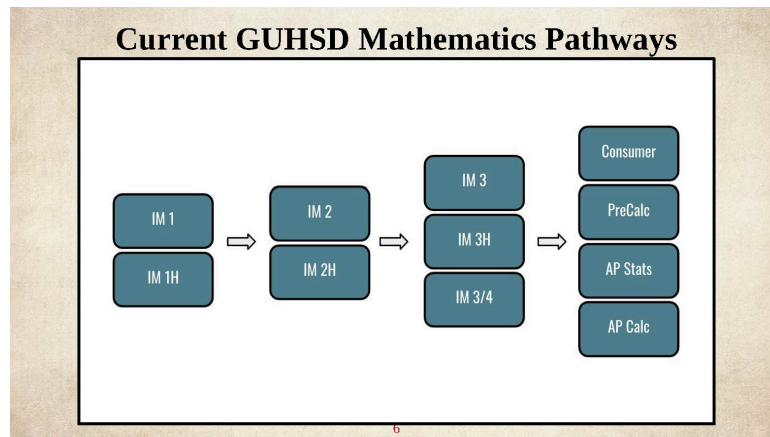 Current GUHSD Mathematics Pathways
IM 1
IM 1H
IM 2
IM 2H
IM 3
IM 3H
IM 3/4
Consumer
PreCalc
AP Stats
AP Calc
6